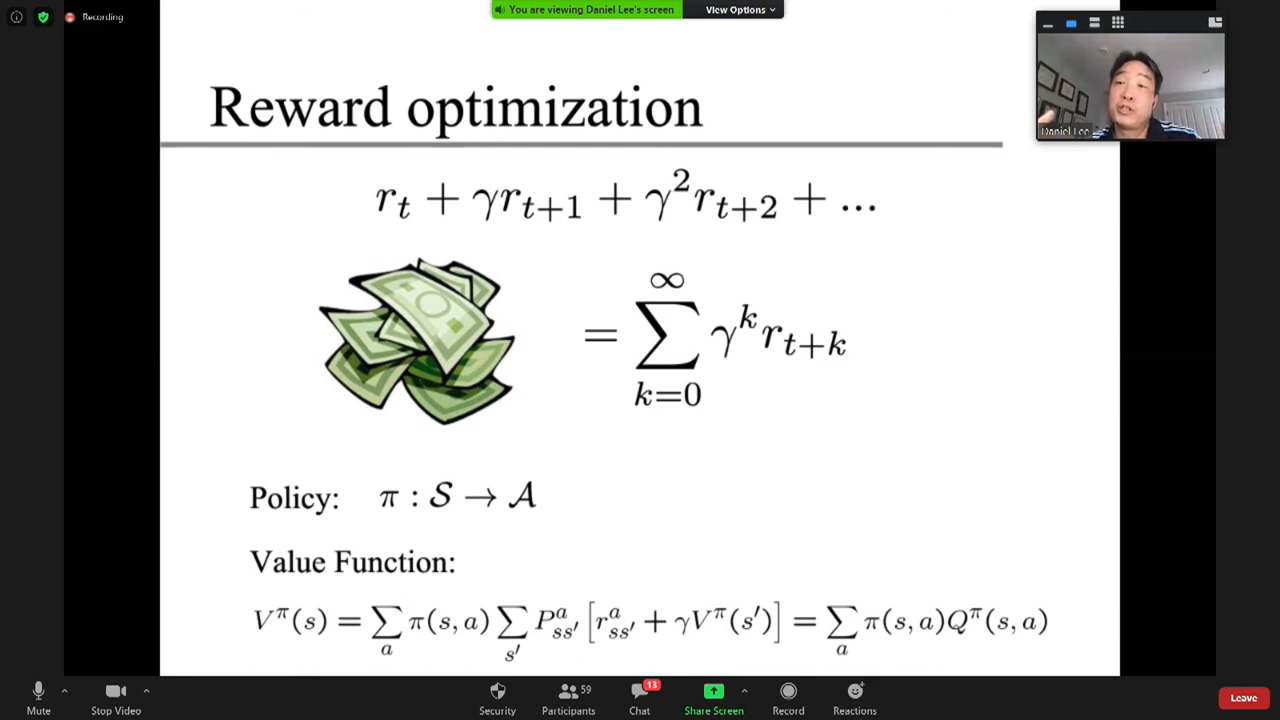 Recording
You are viewing Daniel Lee's screen
View Options
Daniel Lee
Reward optimization
r_t + γr_{t+1} + γ^2 r_{t+2} + ...
= ∑_{k=0}^{∞} γ^k r_{t+k}
Policy: π : 𝒮 → 𝒜
Value Function:
V^π(s) = ∑_a π(s, a) ∑_{s'} P^a_{ss'} [r^a_{ss'} + γV^π(s')] = ∑_a π(s, a)Q^π(s, a)
Mute
Stop Video
Security
59
Participants
13
Chat
Share Screen
Record
Reactions
Leave